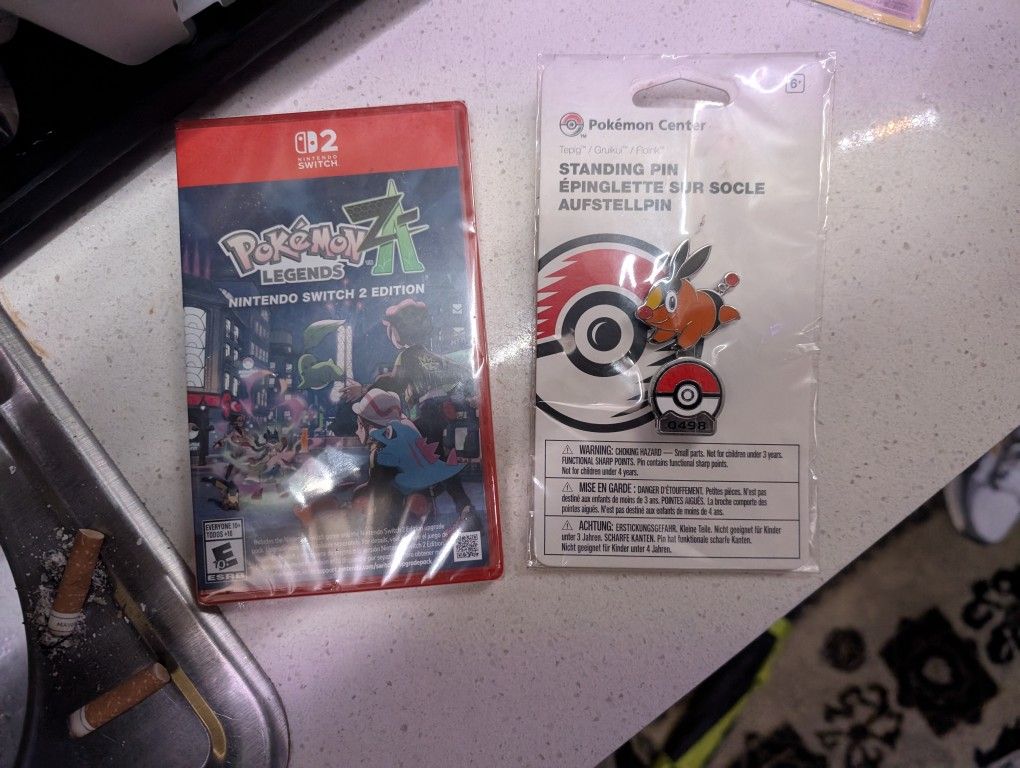 2
NINTENDO
SWITCH
POKÉMON
LEGENDS
ZA
NINTENDO SWITCH 2 EDITION
EVERYONE 10+
TODOS +10
E
10+
ESRB
Pokémon Center
Tepig™ / Gruikui™ / Floink™
STANDING PIN
ÉPINGLETTE SUR SOCLE
AUFSTELLPIN
6+
0498
WARNING: CHOKING HAZARD — Small parts. Not for children under 3 years.
FUNCTIONAL SHARP POINTS. Pin contains functional sharp points.
Not for children under 4 years.
MISE EN GARDE : DANGER D'ÉTOUFFEMENT. Petites pièces. N'est pas
destiné aux enfants de moins de 3 ans. POINTES AIGUËS. La broche comporte des
pointes aiguës. N'est pas destiné aux enfants de moins de 4 ans.
ACHTUNG: ERSTICKUNGSGEFAHR. Kleine Teile. Nicht geeignet für Kinder
unter 3 Jahren. SCHARFE KANTEN. Pin hat funktionale scharfe Kanten.
Nicht geeignet für Kinder unter 4 Jahren.